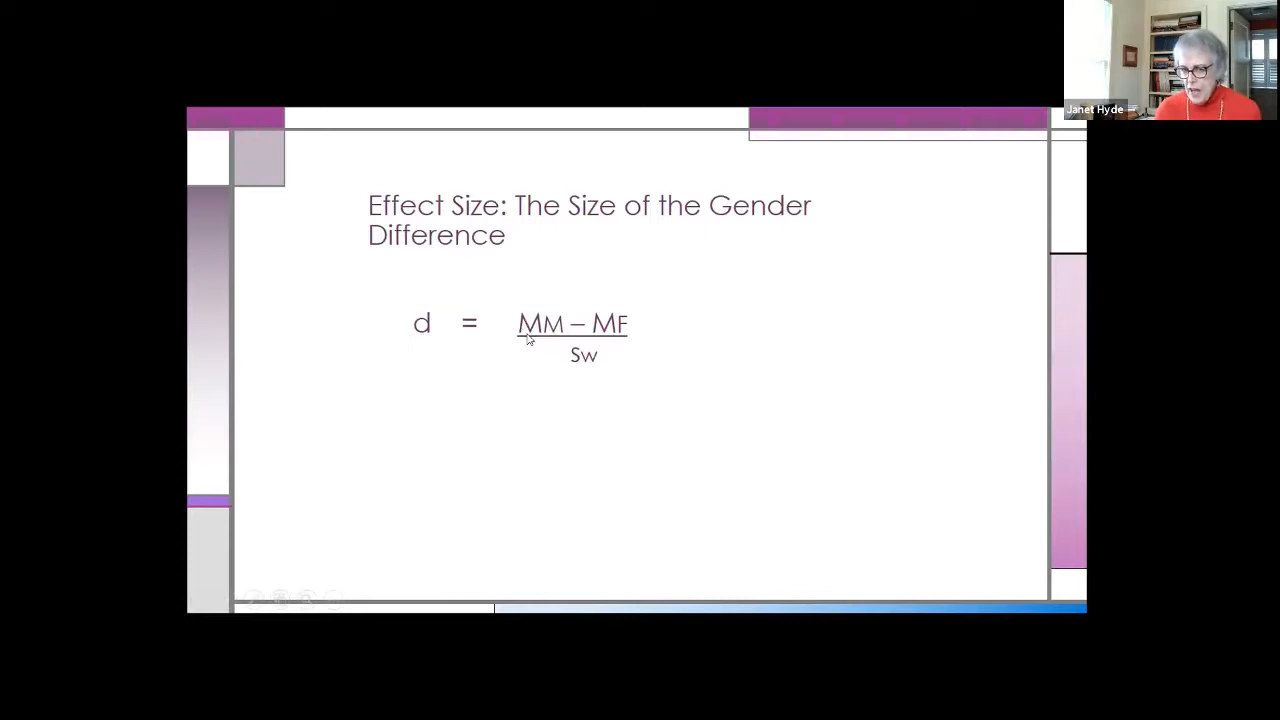 Janet Hyde
Effect Size: The Size of the Gender
Difference
d = MM – MF
Sw